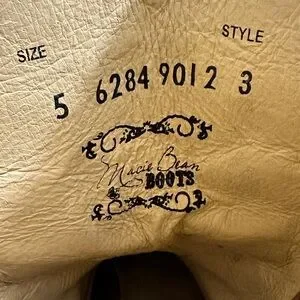 SIZE STYLE
5 6284 9012 3
Macie Bean
BOOTS